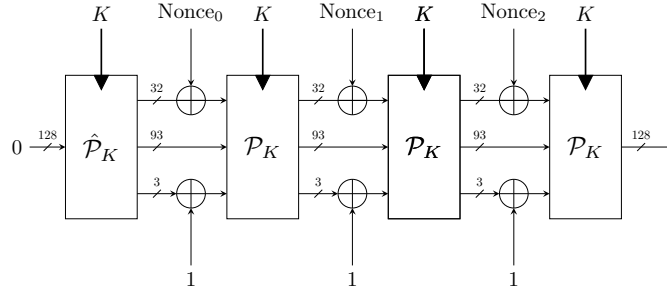 K Nonce₀ K Nonce₁ K Nonce₂ K
32 32 32
0 128 P̂_K 93 P_K 93 P_K 93 P_K 128
3 3 3
1 1 1